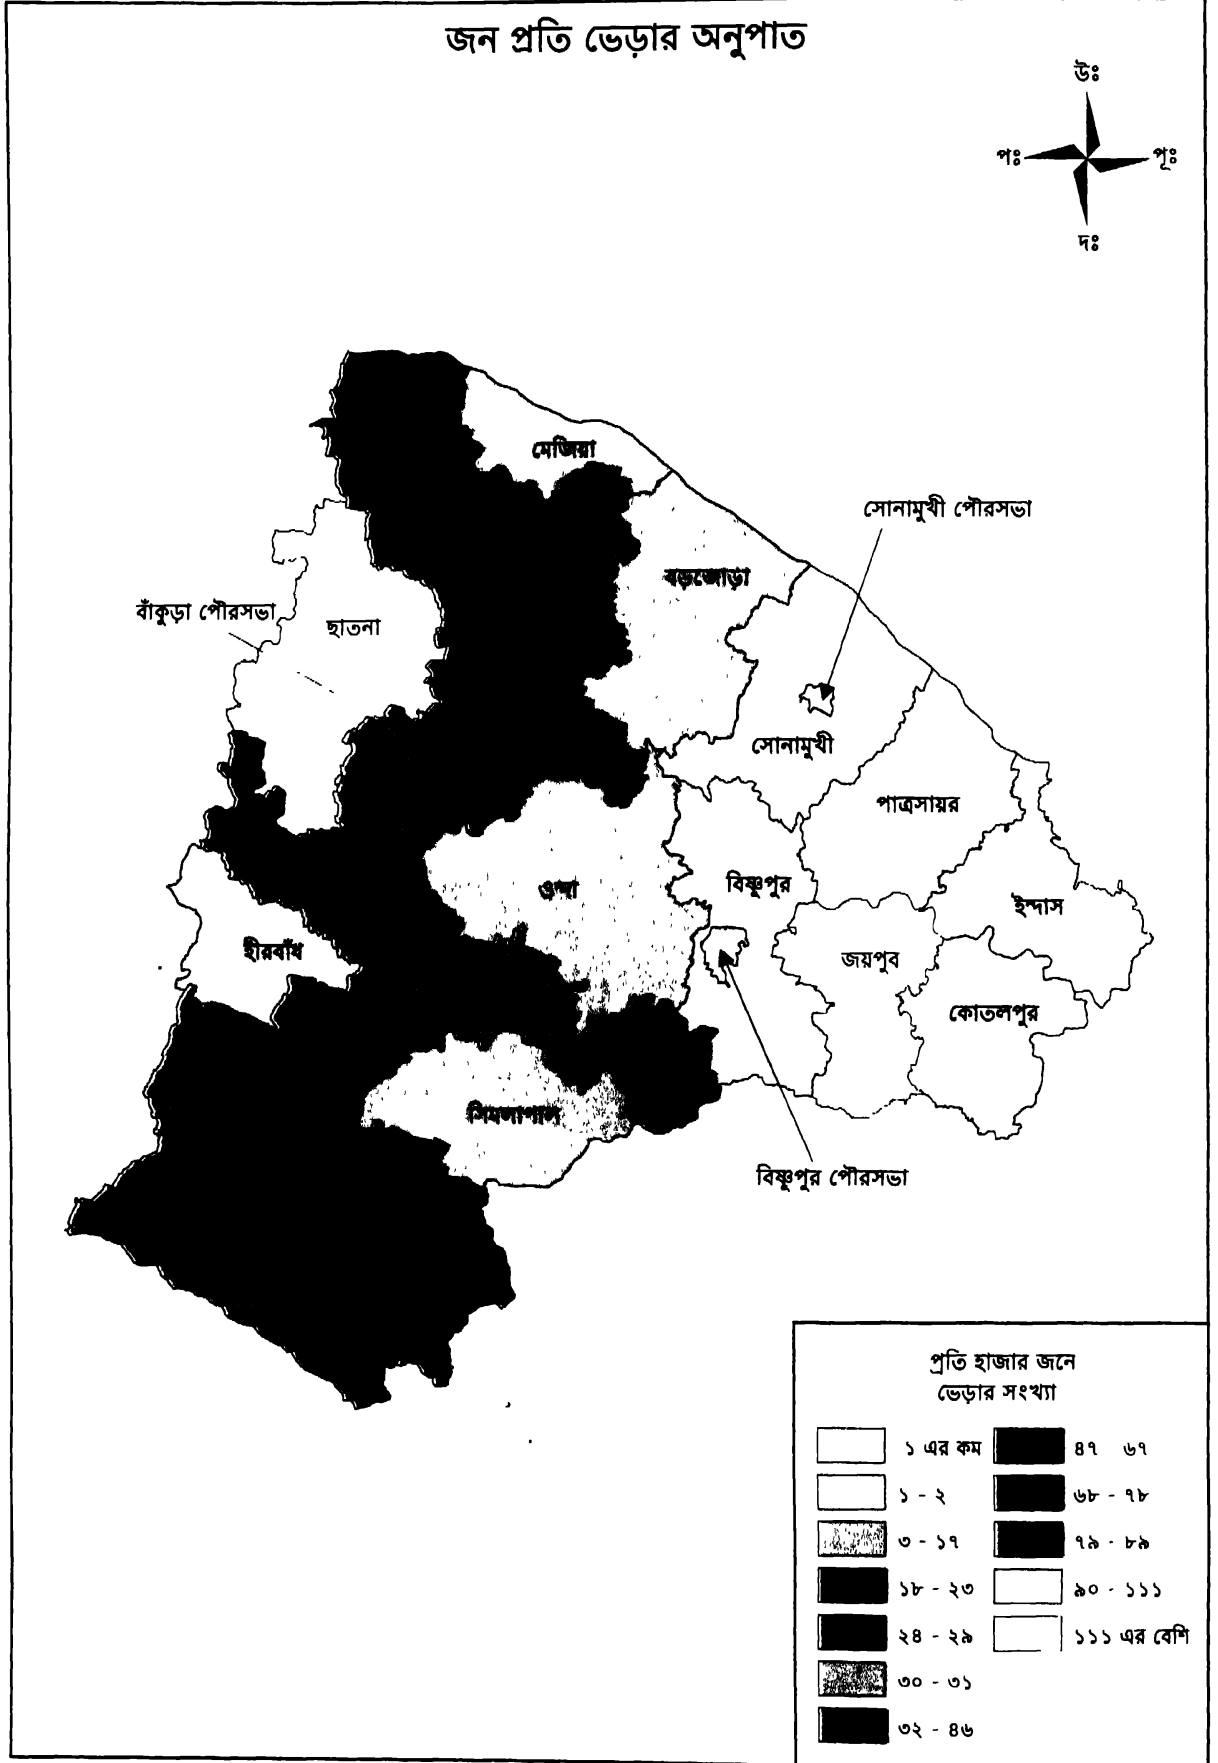 জন প্রতি ভেড়ার অনুপাত
উঃ
পঃ
পূঃ
দঃ
মেজিয়া
সোনামুখী পৌরসভা
বড়জোড়া
বাঁকুড়া পৌরসভা
ছাতনা
সোনামুখী
পাত্রসায়র
বিষ্ণুপুর
ওন্দা
ইন্দাস
হীরবাঁধ
জয়পুব
কোতলপুর
সিমলাপাল
বিষ্ণুপুর পৌরসভা
প্রতি হাজার জনে
ভেড়ার সংখ্যা
১ এর কম
১ - ২
৩ - ১৭
১৮ - ২৩
২৪ - ২৯
৩০ - ৩১
৩২ - ৪৬
৪৭ ৬৭
৬৮ - ৭৮
৭৯ - ৮৯
৯০ - ১১১
১১১ এর বেশি